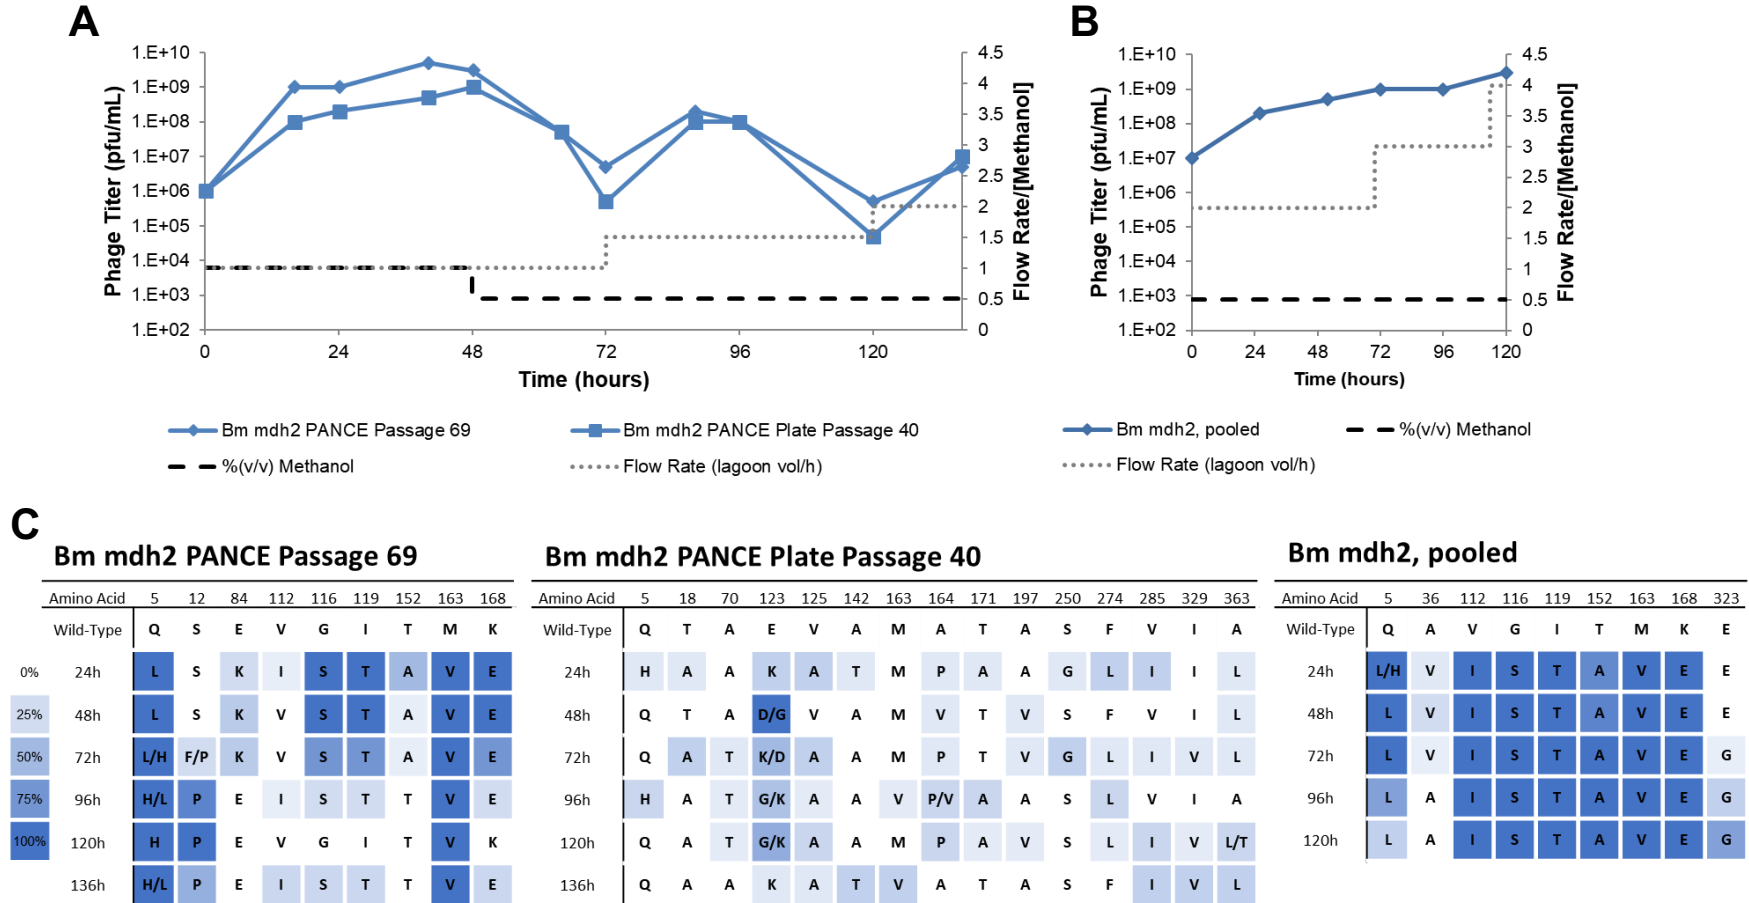 A
B
1.E+10
1.E+09
1.E+08
1.E+07
1.E+06
1.E+05
1.E+04
1.E+03
1.E+02
Phage Titer (pfu/mL)
4.5
4
3.5
3
2.5
2
1.5
1
0.5
0
Flow Rate/[Methanol]
0 24 48 72 96 120
Time (hours)
Bm mdh2 PANCE Passage 69
Bm mdh2 PANCE Plate Passage 40
%(v/v) Methanol
Flow Rate (lagoon vol/h)
1.E+10
1.E+09
1.E+08
1.E+07
1.E+06
1.E+05
1.E+04
1.E+03
1.E+02
Phage Titer (pfu/mL)
4.5
4
3.5
3
2.5
2
1.5
1
0.5
0
Flow Rate/[Methanol]
0 24 48 72 96 120
Time (hours)
Bm mdh2, pooled
%(v/v) Methanol
Flow Rate (lagoon vol/h)
C
0%
25%
50%
75%
100%
Bm mdh2 PANCE Passage 69
Amino Acid 5 12 84 112 116 119 152 163 168
Wild-Type Q S E V G I T M K
24h L S K I S T A V E
48h L S K V S T A V E
72h L/H F/P K V S T A V E
96h H/L P E I S T T V E
120h H P E V G I T V K
136h H/L P E I S T T V E
Bm mdh2 PANCE Plate Passage 40
Amino Acid 5 18 70 123 125 142 163 164 171 197 250 274 285 329 363
Wild-Type Q T A E V A M A T A S F V I A
24h H A A K A T M P A A G L I I L
48h Q T A D/G V A M V T V S F V I L
72h Q A T K/D A A M P T V G L I V L
96h H A T G/K A A V P/V A A S L V I A
120h Q A T G/K A A M P A V S L I V L/T
136h Q A A K A T V A T A S F I V L
Bm mdh2, pooled
Amino Acid 5 36 112 116 119 152 163 168 323
Wild-Type Q A V G I T M K E
24h L/H V I S T A V E E
48h L V I S T A V E E
72h L V I S T A V E G
96h L A I S T A V E G
120h L A I S T A V E G